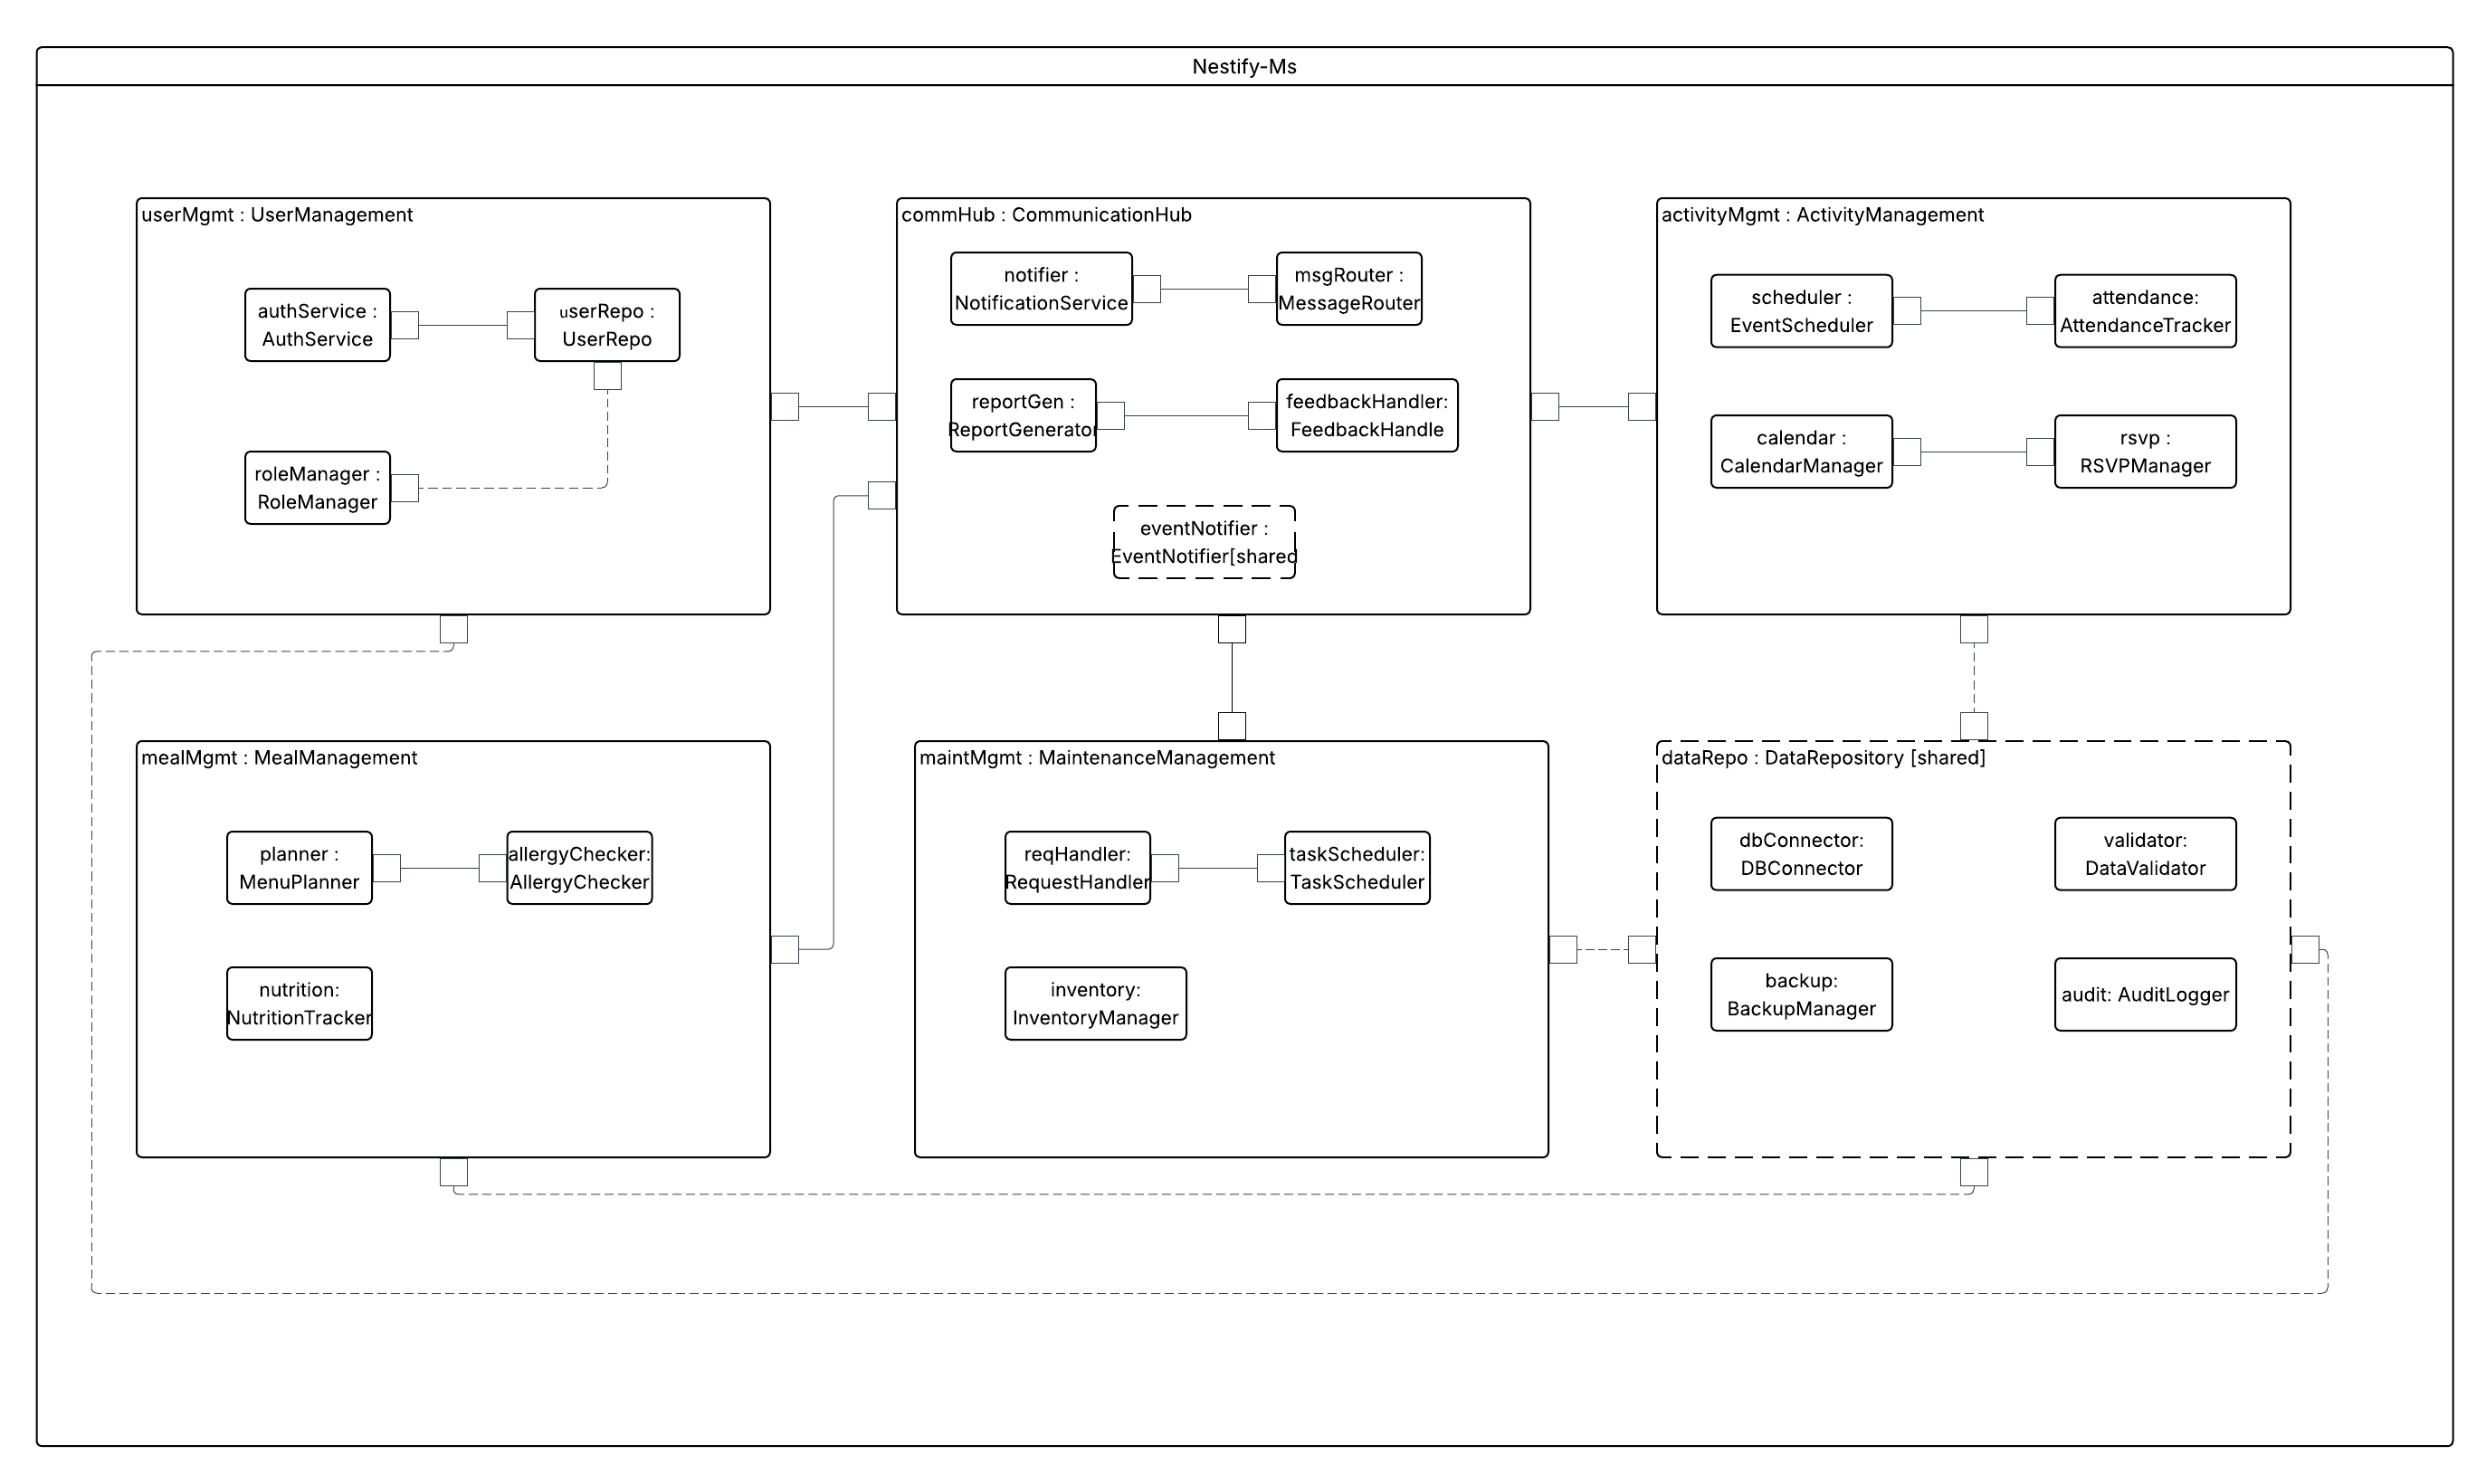 Nestify-Ms
userMgmt : UserManagement
authService :
AuthService
userRepo :
UserRepo
roleManager :
RoleManager
commHub : CommunicationHub
notifier :
NotificationService
msgRouter :
MessageRouter
reportGen :
ReportGenerator
feedbackHandler:
FeedbackHandle
eventNotifier :
EventNotifier[shared
activityMgmt : ActivityManagement
scheduler :
EventScheduler
attendance:
AttendanceTracker
calendar :
CalendarManager
rsvp :
RSVPManager
mealMgmt : MealManagement
planner :
MenuPlanner
allergyChecker:
AllergyChecker
nutrition:
NutritionTracker
maintMgmt : MaintenanceManagement
reqHandler:
RequestHandler
taskScheduler:
TaskScheduler
inventory:
InventoryManager
dataRepo : DataRepository [shared]
dbConnector:
DBConnector
validator:
DataValidator
backup:
BackupManager
audit: AuditLogger